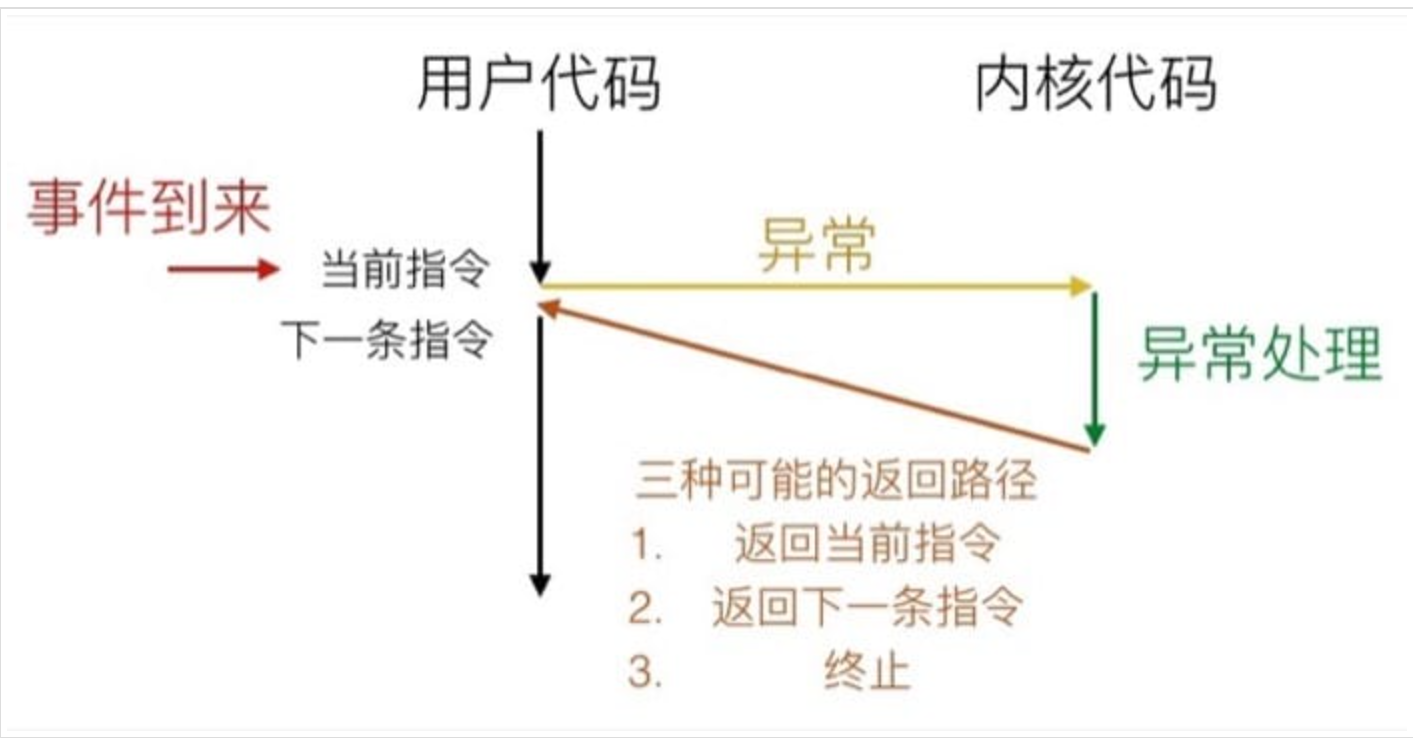 用户代码
内核代码
事件到来
异常
当前指令
下一条指令
异常处理
三种可能的返回路径
1. 返回当前指令
2. 返回下一条指令
3. 终止